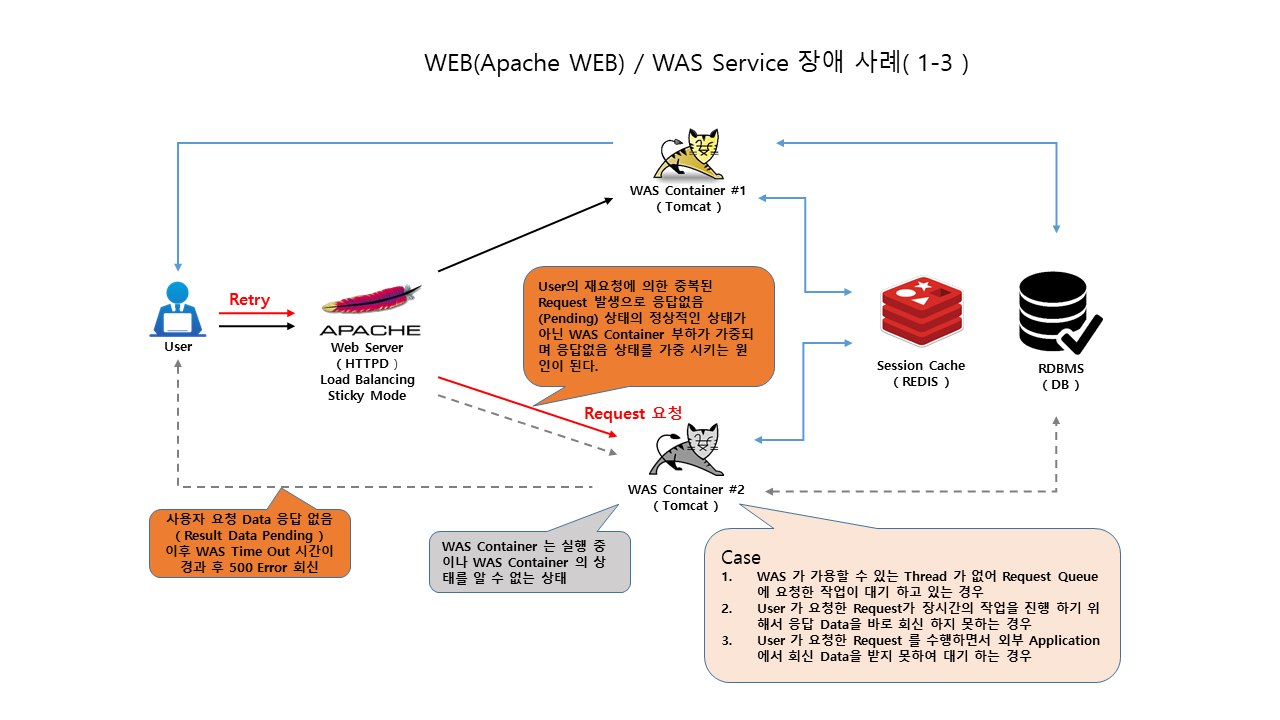 WEB(Apache WEB) / WAS Service 장애 사례( 1-3 )
WAS Container #1
( Tomcat )
Retry
User
APACHE
Web Server
( HTTPD )
Load Balancing
Sticky Mode
User의 재요청에 의한 중복된
Request 발생으로 응답없음
(Pending) 상태의 정상적인 상태가
아닌 WAS Container 부하가 가중되
며 응답없음 상태를 가중 시키는 원
인이 된다.
Request 요청
Session Cache
(REDIS )
RDBMS
( DB )
WAS Container #2
( Tomcat )
사용자 요청 Data 응답 없음
( Result Data Pending )
이후 WAS Time Out 시간이
경과 후 500 Error 회신
WAS Container 는 실행 중
이나 WAS Container 의 상
태를 알 수 없는 상태
Case
1. WAS 가 가용할 수 있는 Thread 가 없어 Request Queue
에 요청한 작업이 대기 하고 있는 경우
2. User 가 요청한 Request가 장시간의 작업을 진행 하기 위
해서 응답 Data을 바로 회신 하지 못하는 경우
3. User 가 요청한 Request 를 수행하면서 외부 Application
에서 회신 Data을 받지 못하여 대기 하는 경우